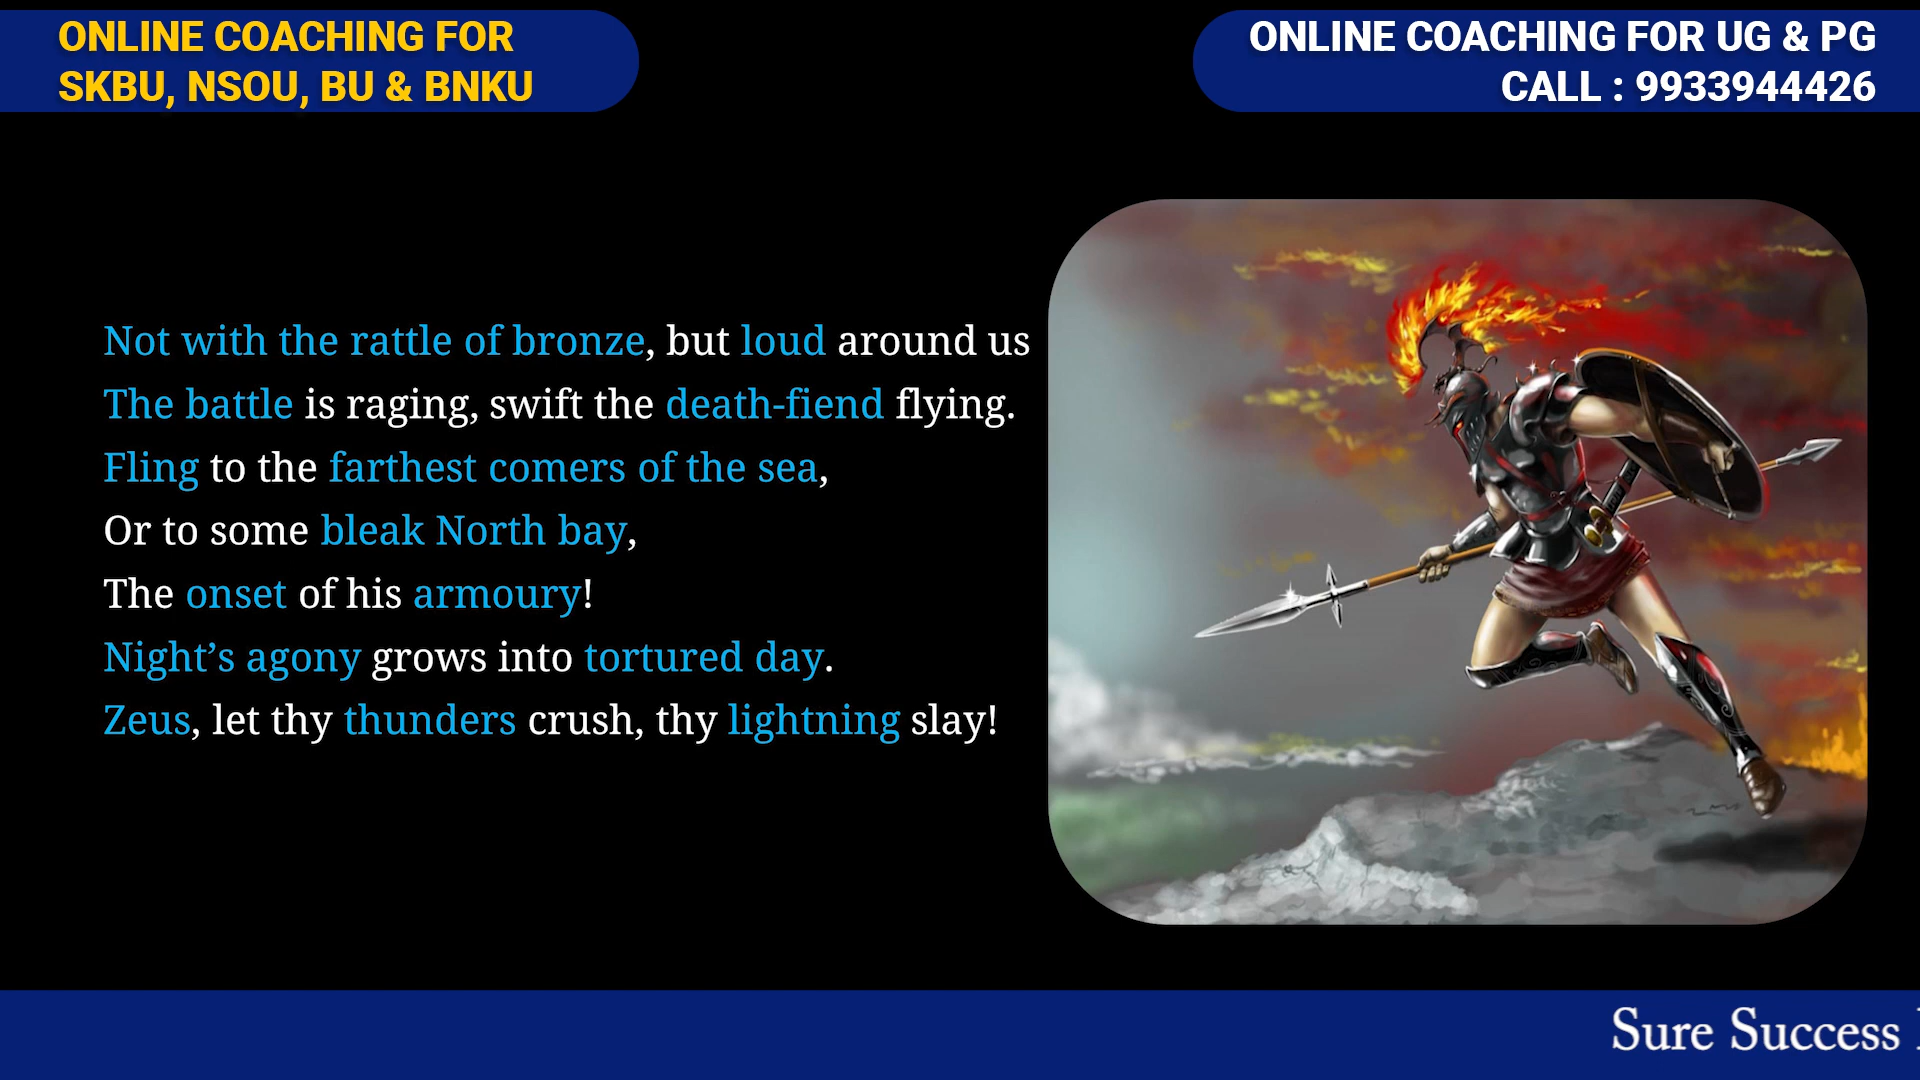 ONLINE COACHING FOR
SKBU, NSOU, BU & BNKU
ONLINE COACHING FOR UG & PG
CALL : 9933944426
Not with the rattle of bronze, but loud around us
The battle is raging, swift the death-fiend flying.
Fling to the farthest comers of the sea,
Or to some bleak North bay,
The onset of his armoury!
Night’s agony grows into tortured day.
Zeus, let thy thunders crush, thy lightning slay!
Sure Success